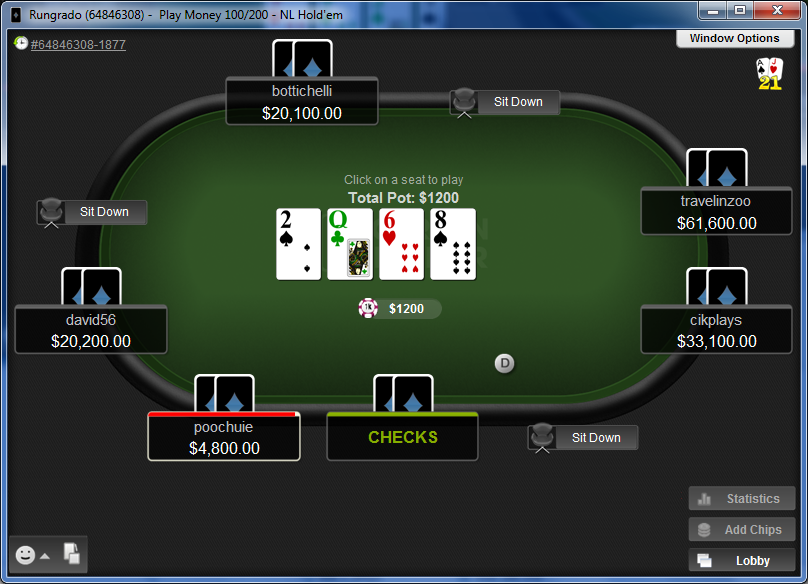 Rungrado (64846308) - Play Money 100/200 - NL Hold'em
#64846308-1877
Window Options
21
bottichelli
$20,100.00
Sit Down
Click on a seat to play
Total Pot: $1200
travelinzoo
$61,600.00
Sit Down
2 Q 6 8
$1200
david56
$20,200.00
cikplays
$33,100.00
D
poochuie
$4,800.00
CHECKS
Sit Down
Statistics
Add Chips
Lobby